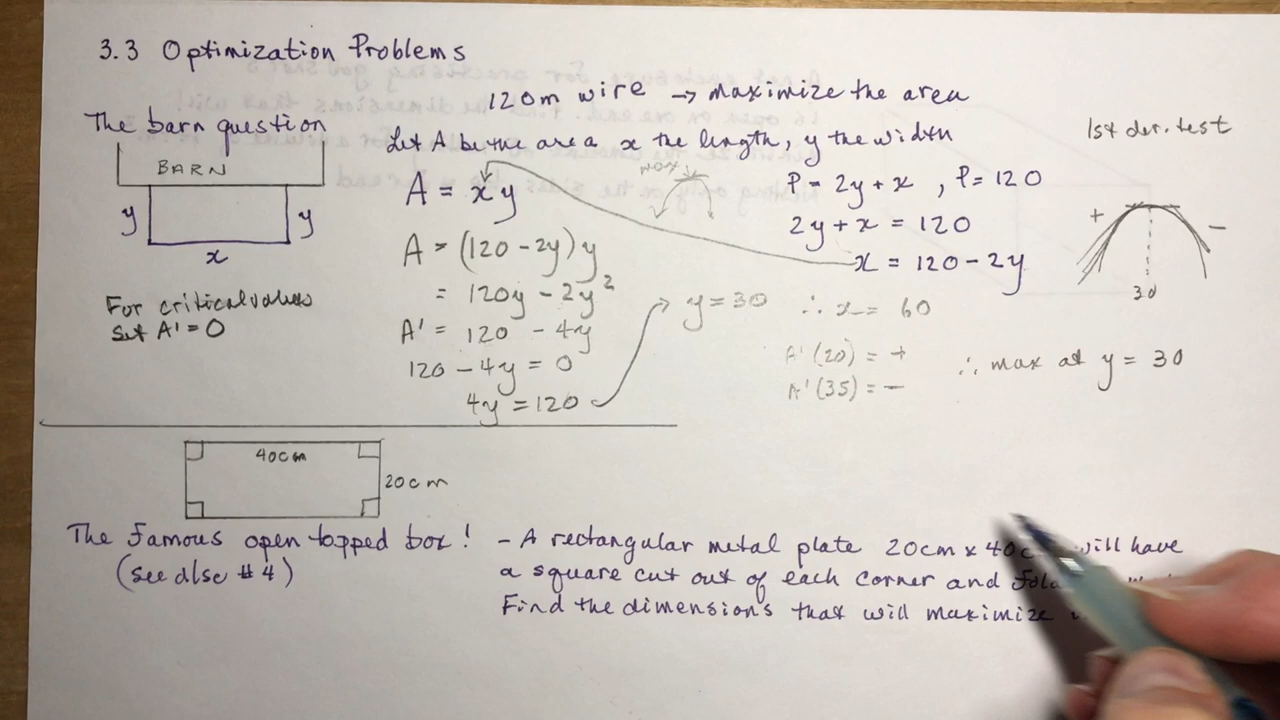 3.3 Optimization Problems
120m wire → maximize the area
The barn question
Let A be the area x the length, y the width
1st der. test
BARN
y
y
x
A = xy
max
P = 2y + x , P = 120
2y + x = 120
x = 120 - 2y
+
-
30
A = (120 - 2y) y
= 120y - 2y²
A' = 120 - 4y
120 - 4y = 0
4y = 120
For critical values
Set A' = 0
y = 30
∴ x = 60
A'(20) = +
A'(35) = -
∴ max at y = 30
40cm
20cm
The famous open topped box!
(see also #4)
- A rectangular metal plate 20cm x 40c will have
a square cut out of each corner and
Find the dimensions that will maximize